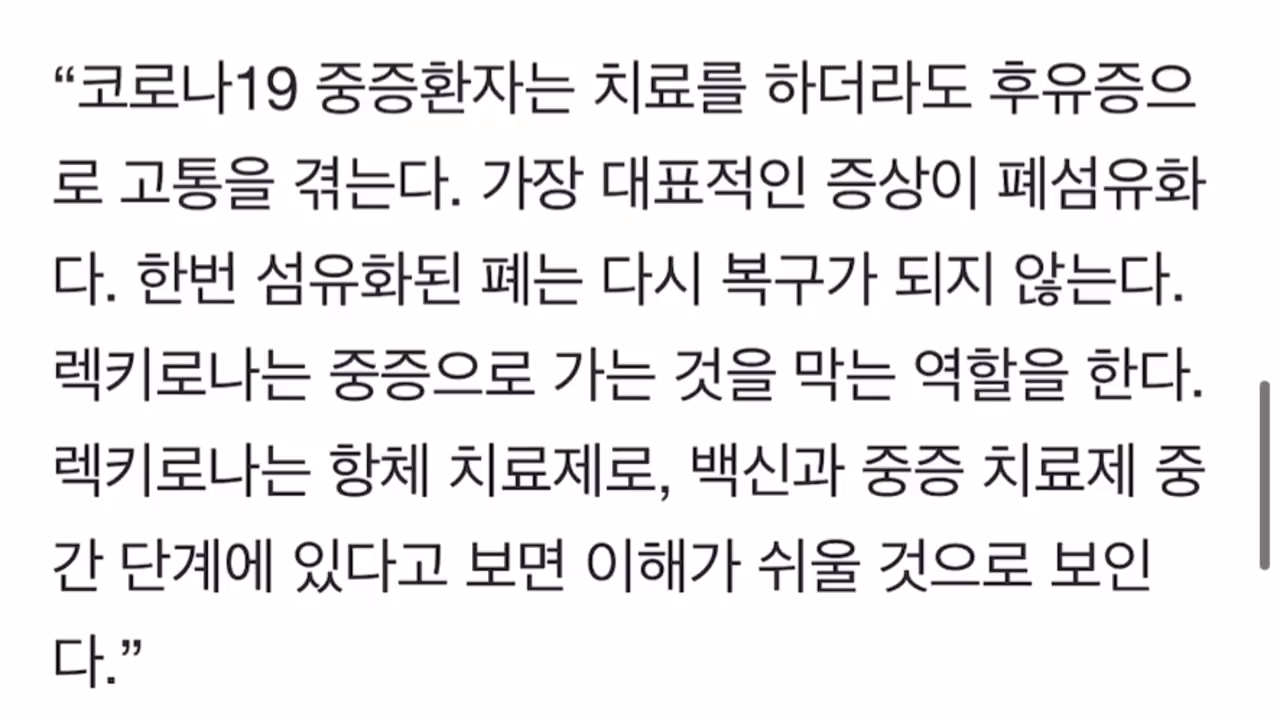 “코로나19 중증환자는 치료를 하더라도 후유증으
로 고통을 겪는다. 가장 대표적인 증상이 폐섬유화
다. 한번 섬유화된 폐는 다시 복구가 되지 않는다.
렉키로나는 중증으로 가는 것을 막는 역할을 한다.
렉키로나는 항체 치료제로, 백신과 중증 치료제 중
간 단계에 있다고 보면 이해가 쉬울 것으로 보인
다.”